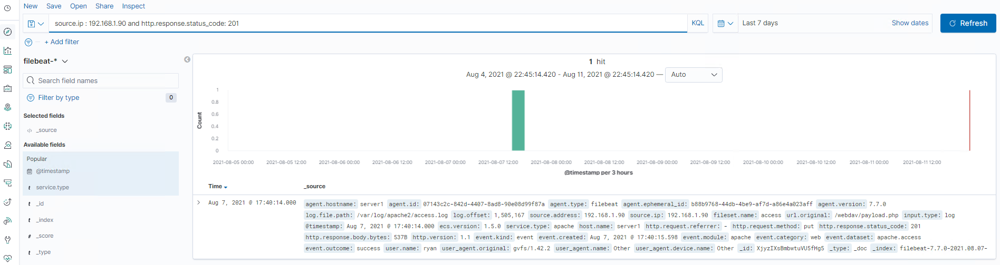 New Save Open Share Inspect
source.ip : 192.168.1.90 and http.response.status_code: 201 KQL Last 7 days Show dates Refresh
+ Add filter
filebeat-*
Search field names
Filter by type 0
Selected fields
_source
Available fields
Popular
@timestamp
service.type
_id
_index
_score
_type
1 hit
Aug 4, 2021 @ 22:45:14.420 - Aug 11, 2021 @ 22:45:14.420 — Auto
Count
1
0.8
0.6
0.4
0.2
0
2021-08-05 00:00 2021-08-05 12:00 2021-08-06 00:00 2021-08-06 12:00 2021-08-07 00:00 2021-08-07 12:00 2021-08-08 00:00 2021-08-08 12:00 2021-08-09 00:00 2021-08-09 12:00 2021-08-10 00:00 2021-08-10 12:00 2021-08-11 00:00 2021-08-11 12:00
@timestamp per 3 hours
Time _source
Aug 7, 2021 @ 17:40:14.000 agent.hostname: server1 agent.id: 07143c2c-842d-4407-8ad8-90e08d99f87a agent.type: filebeat agent.ephemeral_id: b88b9768-44db-4be9-af7d-a86e4a023aff agent.version: 7.7.0
log.file.path: /var/log/apache2/access.log log.offset: 1,505,167 source.address: 192.168.1.90 source.ip: 192.168.1.90 fileset.name: access url.original: /webdav/payload.php input.type: log
@timestamp: Aug 7, 2021 @ 17:40:14.000 ecs.version: 1.5.0 service.type: apache host.name: server1 http.request.referrer: - http.request.method: put http.response.status_code: 201
http.response.body.bytes: 537B http.version: 1.1 event.kind: event event.created: Aug 7, 2021 @ 17:40:15.598 event.module: apache event.category: web event.dataset: apache.access
event.outcome: success user.name: ryan user_agent.original: gvfs/1.42.2 user_agent.name: Other user_agent.device.name: Other _id: XjyzIXsBmbwtuVU5fHg5 _type: _doc _index: filebeat-7.7.0-2021.08.07-